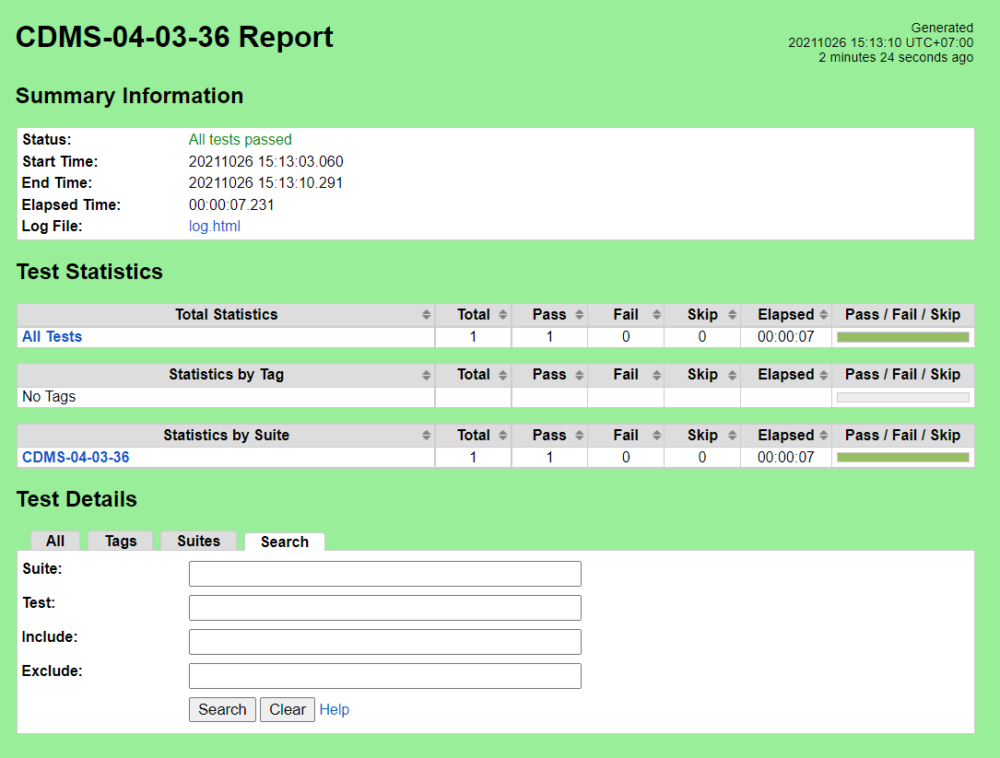 CDMS-04-03-36 Report
Generated
20211026 15:13:10 UTC+07:00
2 minutes 24 seconds ago
Summary Information
Status: All tests passed
Start Time: 20211026 15:13:03.060
End Time: 20211026 15:13:10.291
Elapsed Time: 00:00:07.231
Log File: log.html
Test Statistics
Total Statistics Total Pass Fail Skip Elapsed Pass / Fail / Skip
All Tests 1 1 0 0 00:00:07
Statistics by Tag Total Pass Fail Skip Elapsed Pass / Fail / Skip
No Tags
Statistics by Suite Total Pass Fail Skip Elapsed Pass / Fail / Skip
CDMS-04-03-36 1 1 0 0 00:00:07
Test Details
All Tags Suites Search
Suite:
Test:
Include:
Exclude:
Search Clear Help